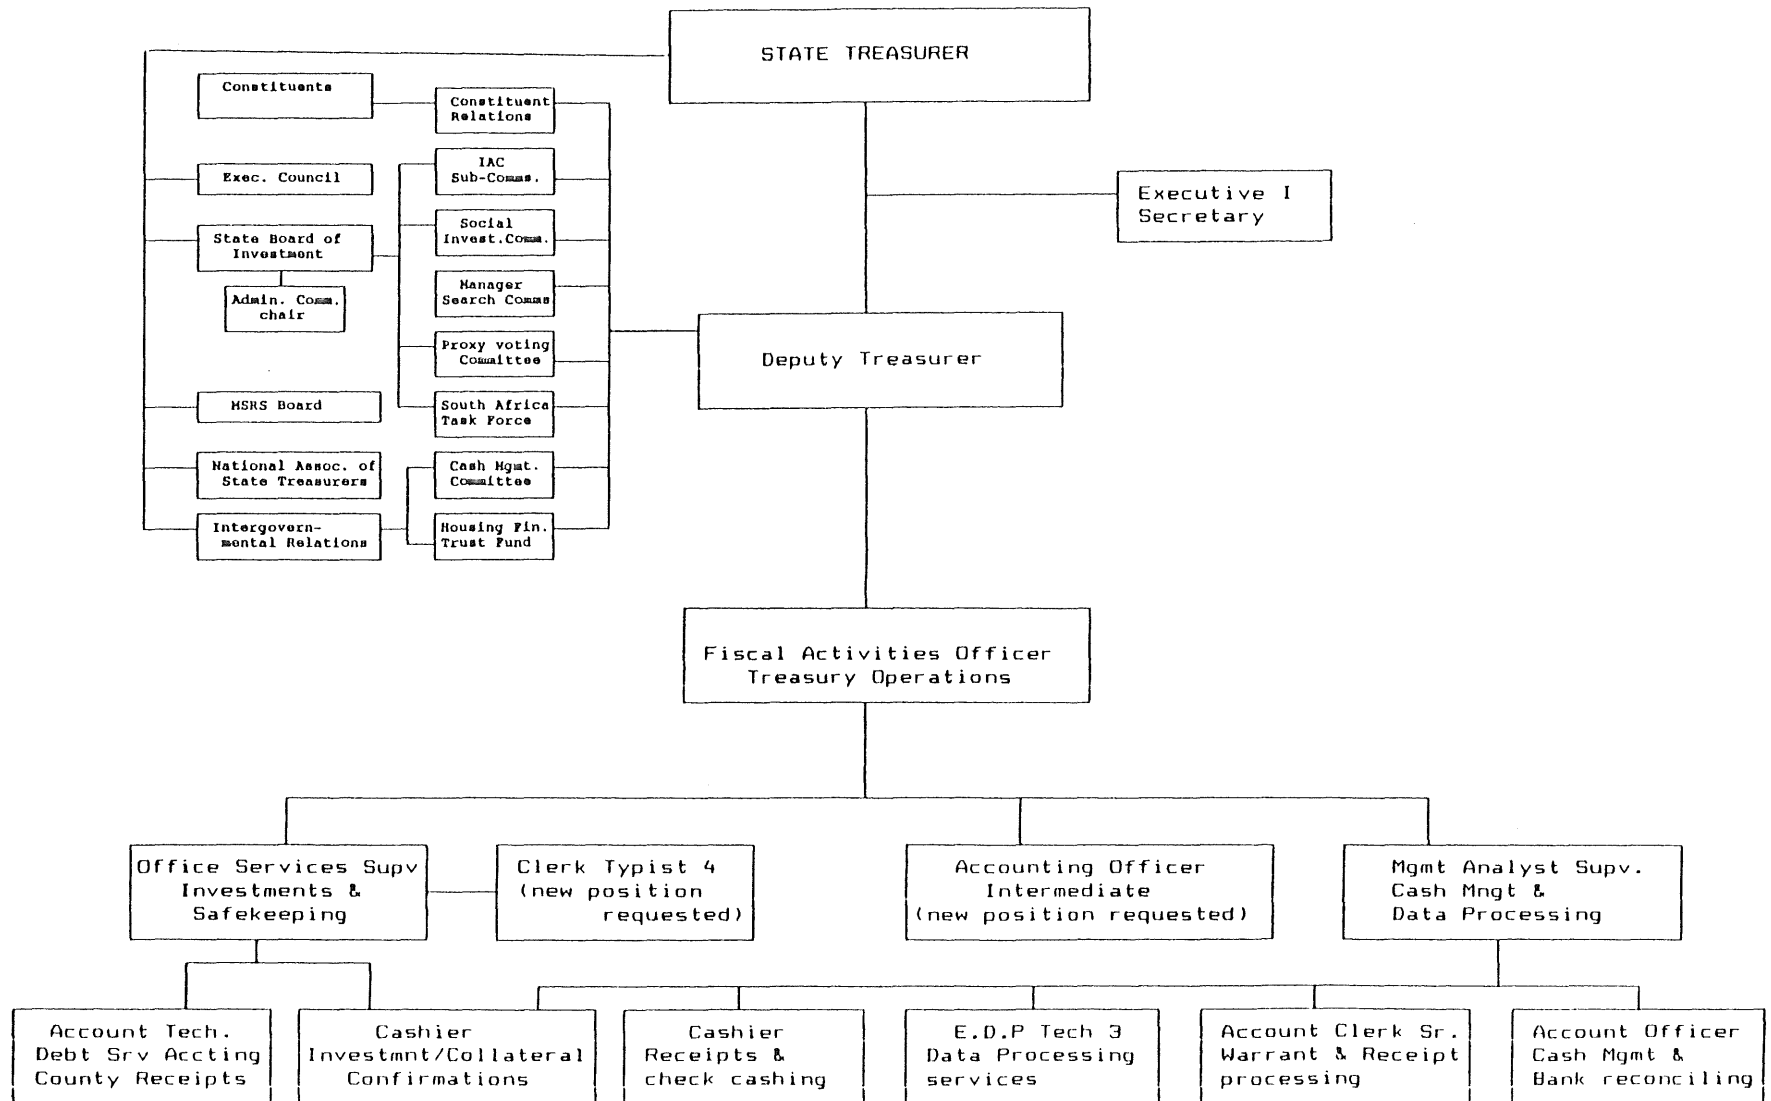 STATE TREASURER
Constituents
Constituent
Relations
IAC
Sub-Comms.
Exec. Council
Executive I
Secretary
Social
Invest.Comm.
State Board of
Investment
Manager
Search Comms
Admin. Comm.
chair
Proxy voting
Committee
Deputy Treasurer
MSRS Board
South Africa
Task Force
National Assoc. of
State Treasurers
Cash Mgmt.
Committee
Intergovern-
mental Relations
Housing Fin.
Trust Fund
Fiscal Activities Officer
Treasury Operations
Office Services Supv
Investments &
Safekeeping
Clerk Typist 4
(new position
requested)
Accounting Officer
Intermediate
(new position requested)
Mgmt Analyst Supv.
Cash Mngt &
Data Processing
Account Tech.
Debt Srv Accting
County Receipts
Cashier
Investmnt/Collateral
Confirmations
Cashier
Receipts &
check cashing
E.D.P Tech 3
Data Processing
services
Account Clerk Sr.
Warrant & Receipt
processing
Account Officer
Cash Mgmt &
Bank reconciling